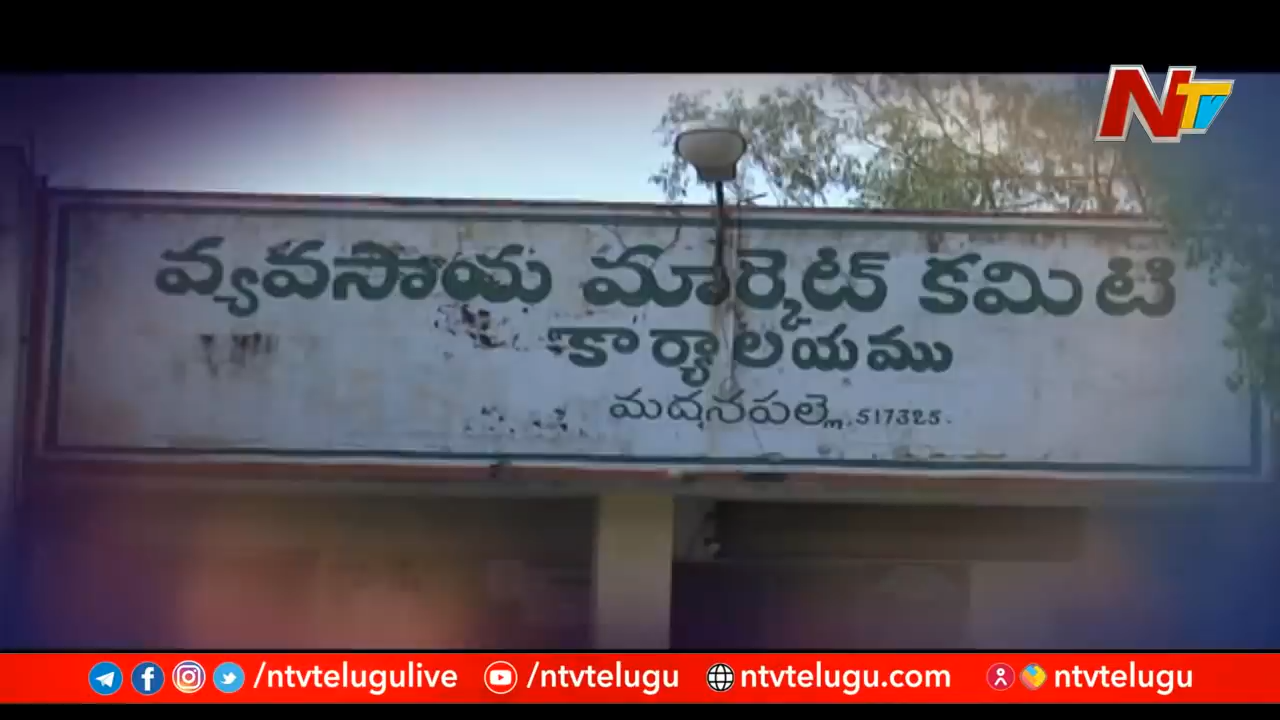 NTV
వ్యవసాయ మార్కెట్ కమిటి
కార్యాలయము
మదనపల్లె. 517325.
/ntvtelugulive /ntvtelugu ntvtelugu.com ntvtelugu